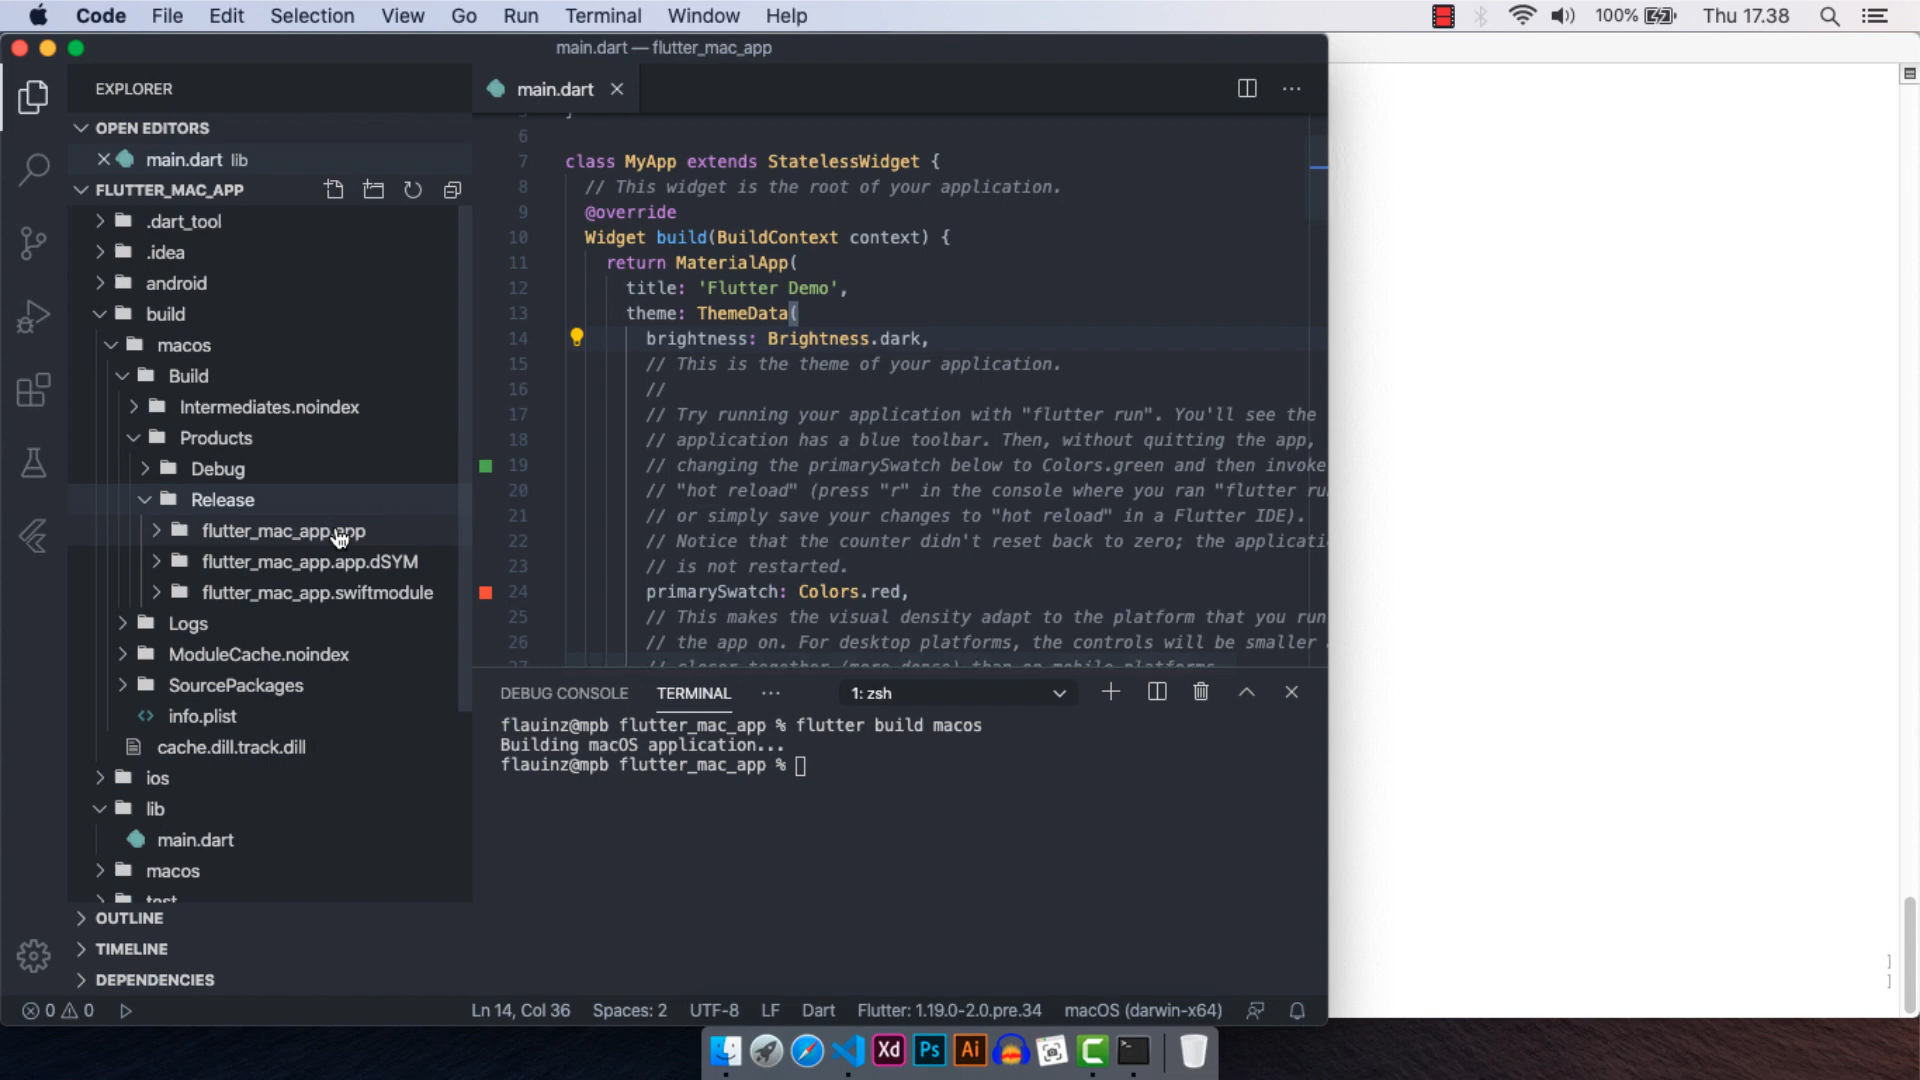 Code File Edit Selection View Go Run Terminal Window Help 100% Thu 17.38
main.dart — flutter_mac_app
EXPLORER
OPEN EDITORS
main.dart lib
FLUTTER_MAC_APP
.dart_tool
.idea
android
build
macos
Build
Intermediates.noindex
Products
Debug
Release
flutter_mac_app.app
flutter_mac_app.app.dSYM
flutter_mac_app.swiftmodule
Logs
ModuleCache.noindex
SourcePackages
info.plist
cache.dill.track.dill
ios
lib
main.dart
macos
test
OUTLINE
TIMELINE
DEPENDENCIES
main.dart
6
7 class MyApp extends StatelessWidget {
8 // This widget is the root of your application.
9 @override
10 Widget build(BuildContext context) {
11 return MaterialApp(
12 title: 'Flutter Demo',
13 theme: ThemeData(
14 brightness: Brightness.dark,
15 // This is the theme of your application.
16 //
17 // Try running your application with "flutter run". You'll see the
18 // application has a blue toolbar. Then, without quitting the app,
19 // changing the primarySwatch below to Colors.green and then invoke
20 // "hot reload" (press "r" in the console where you ran "flutter ru
21 // or simply save your changes to "hot reload" in a Flutter IDE).
22 // Notice that the counter didn't reset back to zero; the applicati
23 // is not restarted.
24 primarySwatch: Colors.red,
25 // This makes the visual density adapt to the platform that you run
26 // the app on. For desktop platforms, the controls will be smaller
27 // closer together (more dense) than on mobile platforms.
DEBUG CONSOLE TERMINAL 1: zsh
flauinz@mpb flutter_mac_app % flutter build macos
Building macOS application...
flauinz@mpb flutter_mac_app %
]
]
0 0 Ln 14, Col 36 Spaces: 2 UTF-8 LF Dart Flutter: 1.19.0-2.0.pre.34 macOS (darwin-x64)
Xd Ps Ai C >_